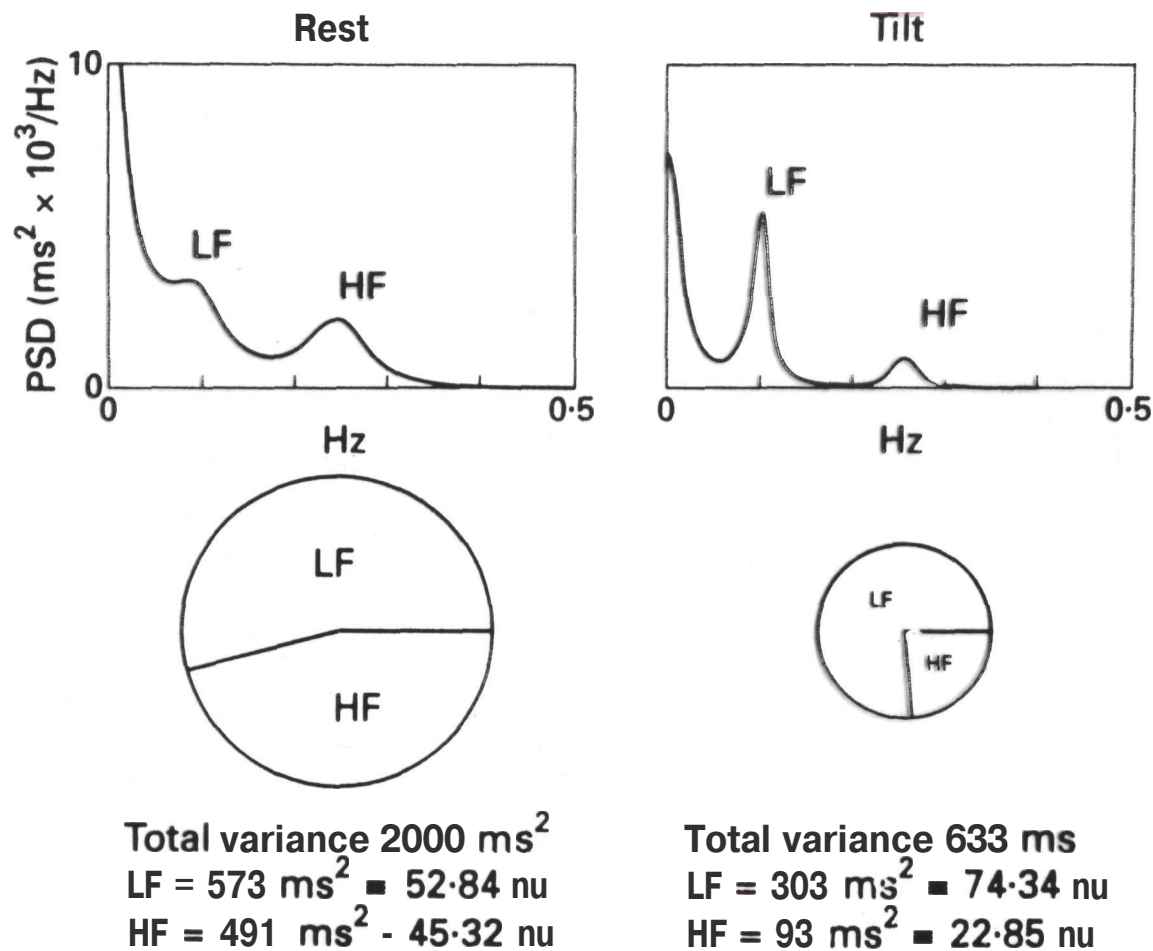 Rest
Tilt
10
LF
HF
PSD (ms² × 10³/Hz)
0
0
0·5
Hz
LF
HF
0
0·5
Hz
LF
HF
LF
HF
Total variance 2000 ms²
LF = 573 ms² = 52·84 nu
HF = 491 ms² - 45·32 nu
Total variance 633 ms
LF = 303 ms² = 74·34 nu
HF = 93 ms² = 22·85 nu